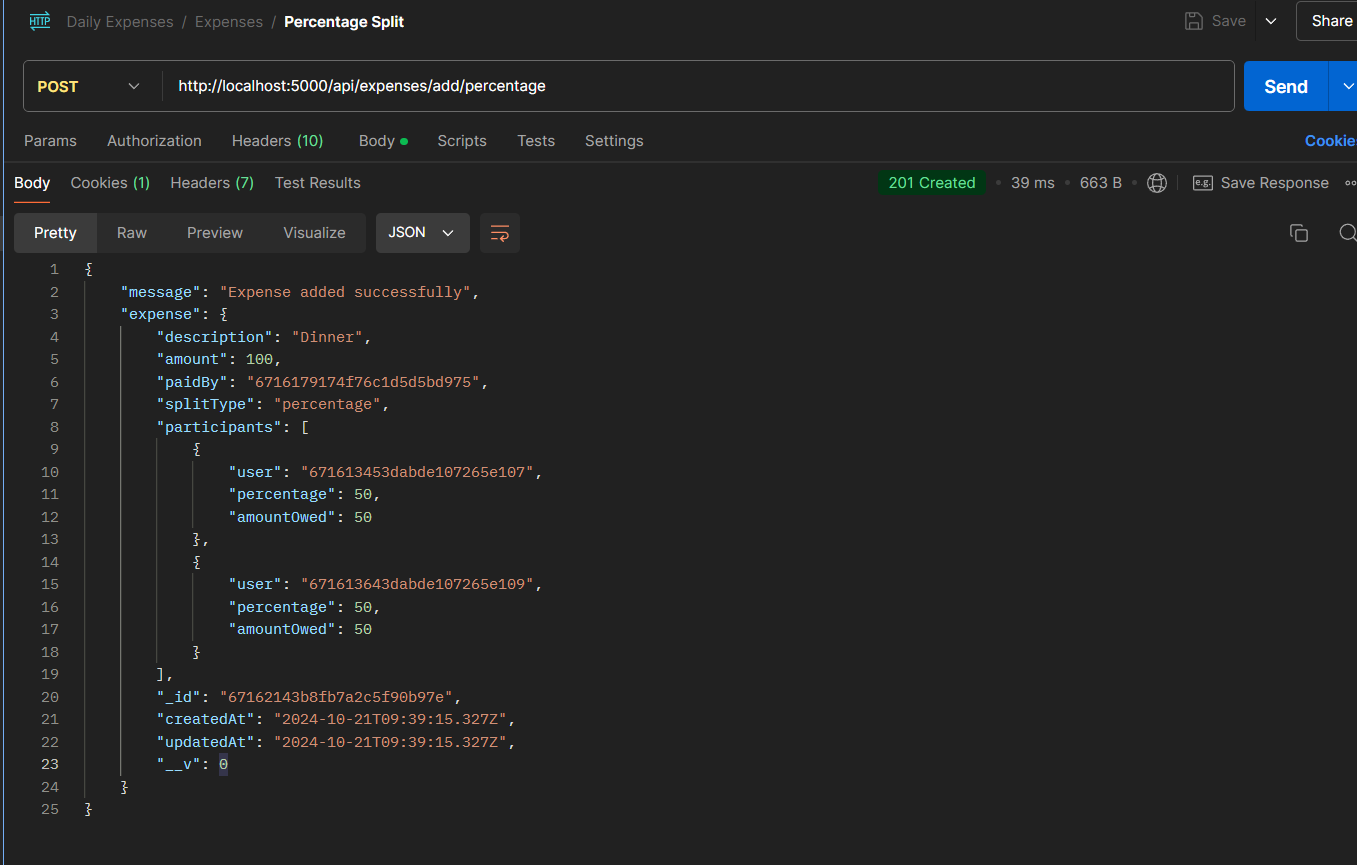 HTTP Daily Expenses / Expenses / Percentage Split Save Share
POST http://localhost:5000/api/expenses/add/percentage Send
Params Authorization Headers (10) Body Scripts Tests Settings Cookie
Body Cookies (1) Headers (7) Test Results 201 Created 39 ms 663 B e.g. Save Response
Pretty Raw Preview Visualize JSON
1 {
2 "message": "Expense added successfully",
3 "expense": {
4 "description": "Dinner",
5 "amount": 100,
6 "paidBy": "6716179174f76c1d5d5bd975",
7 "splitType": "percentage",
8 "participants": [
9 {
10 "user": "671613453dabde107265e107",
11 "percentage": 50,
12 "amountOwed": 50
13 },
14 {
15 "user": "671613643dabde107265e109",
16 "percentage": 50,
17 "amountOwed": 50
18 }
19 ],
20 "_id": "67162143b8fb7a2c5f90b97e",
21 "createdAt": "2024-10-21T09:39:15.327Z",
22 "updatedAt": "2024-10-21T09:39:15.327Z",
23 "__v": 0
24 }
25 }